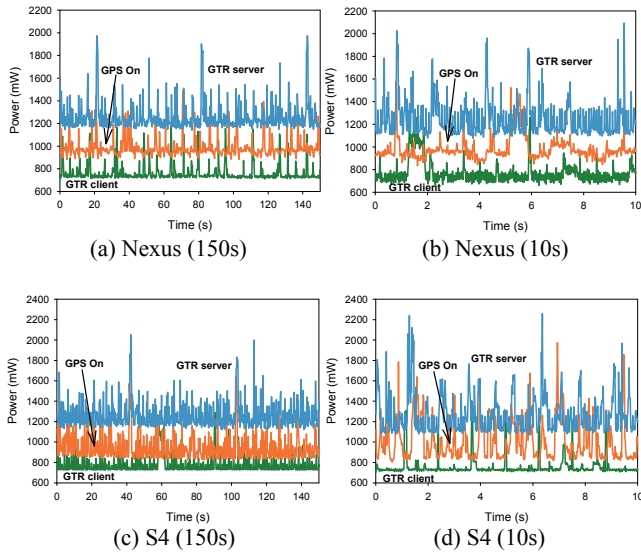 2400
2200
2000
1800
1600
1400
1200
1000
800
600
Power (mW)
GPS On
GTR server
GTR client
0 20 40 60 80 100 120 140
Time (s)
(a) Nexus (150s)
2400
2200
2000
1800
1600
1400
1200
1000
800
600
Power (mW)
GPS On
GTR server
GTR client
0 2 4 6 8 10
Time (s)
(b) Nexus (10s)
2400
2200
2000
1800
1600
1400
1200
1000
800
600
Power (mW)
GPS On
GTR server
GTR client
0 20 40 60 80 100 120 140
Time (s)
(c) S4 (150s)
2400
2200
2000
1800
1600
1400
1200
1000
800
600
Power (mW)
GPS On
GTR server
GTR client
0 2 4 6 8 10
Time (s)
(d) S4 (10s)